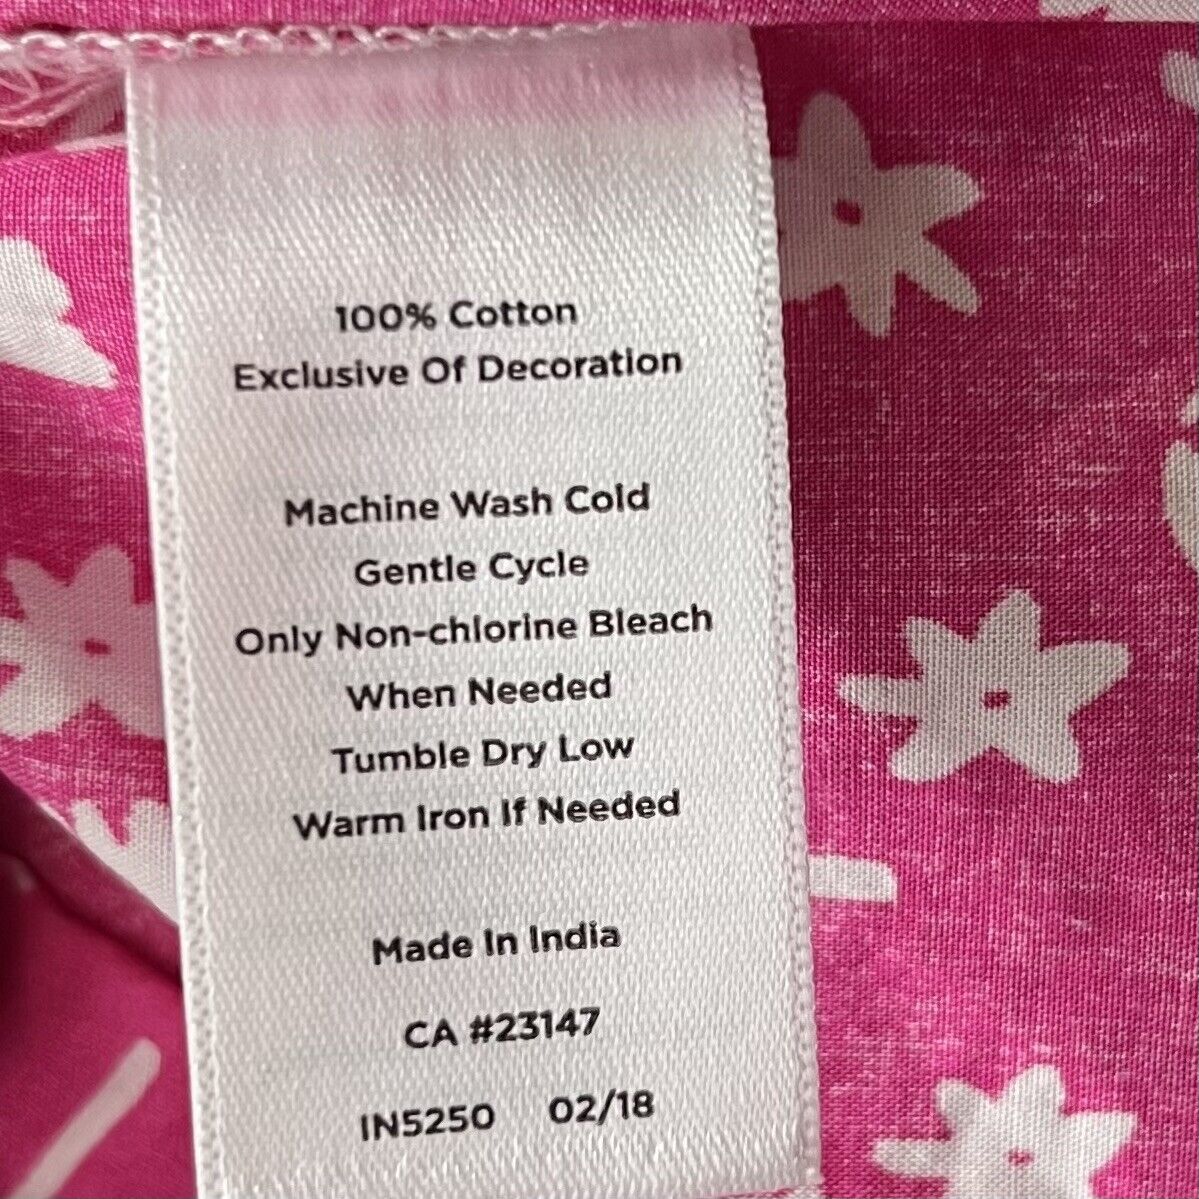 100% Cotton
Exclusive Of Decoration
Machine Wash Cold
Gentle Cycle
Only Non-chlorine Bleach
When Needed
Tumble Dry Low
Warm Iron If Needed
Made In India
CA #23147
IN5250 02/18